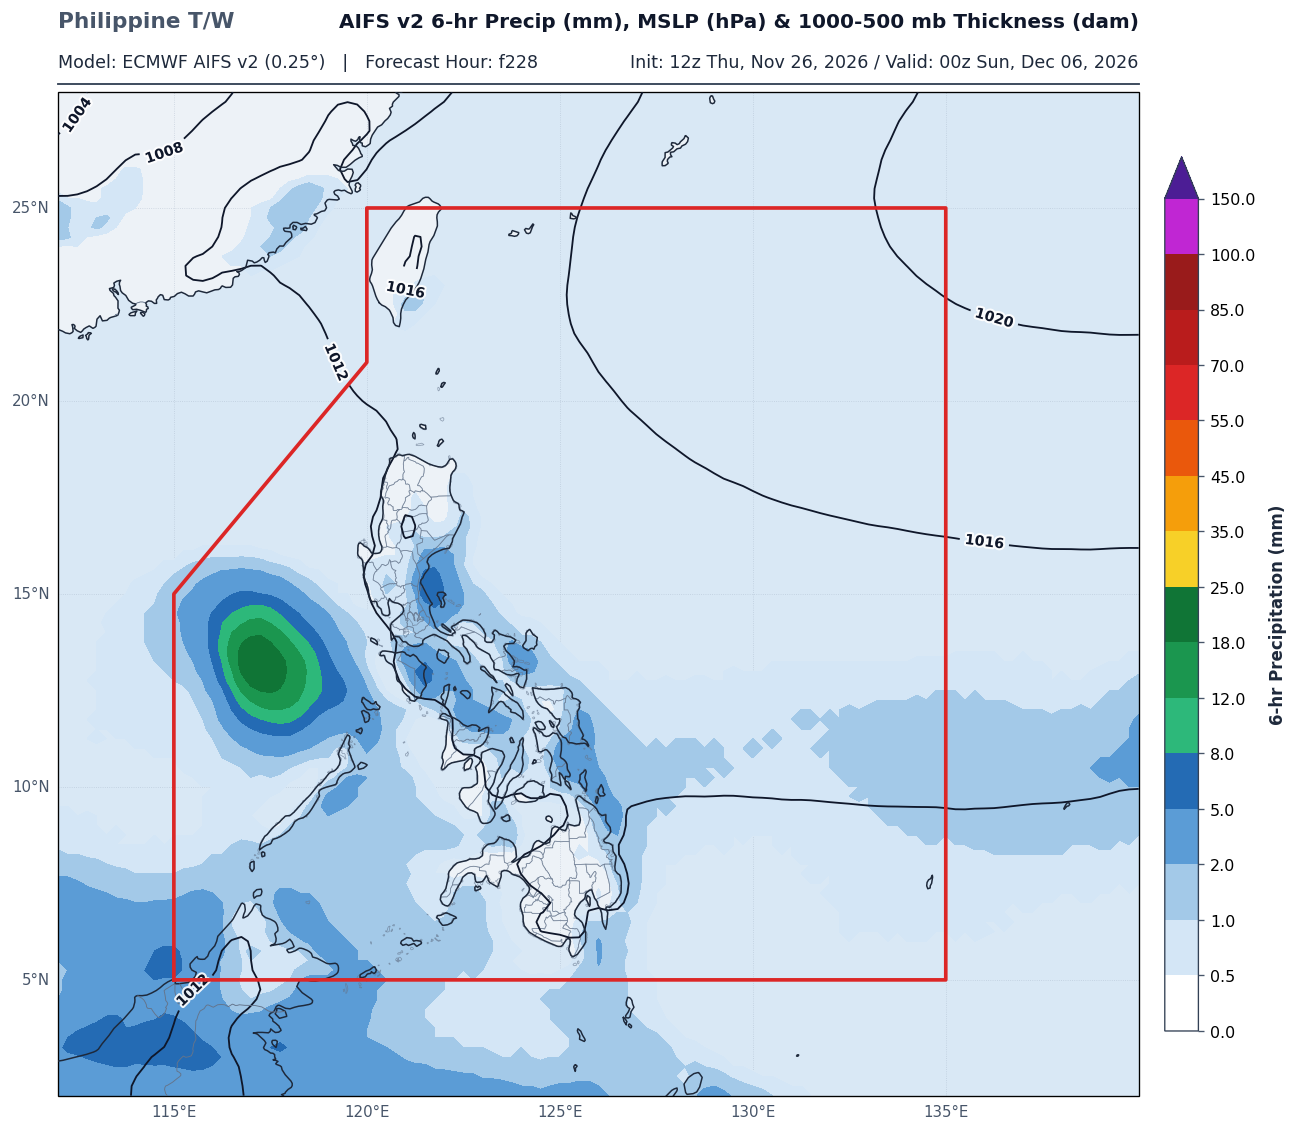 Philippine T/W
AIFS v2 6-hr Precip (mm), MSLP (hPa) & 1000-500 mb Thickness (dam)
Model: ECMWF AIFS v2 (0.25°) | Forecast Hour: f228
Init: 12z Thu, Nov 26, 2026 / Valid: 00z Sun, Dec 06, 2026
1004
1008
25°N
1016
1020
1012
20°N
1016
15°N
10°N
5°N
1012
115°E
120°E
125°E
130°E
135°E
150.0
100.0
85.0
70.0
55.0
45.0
35.0
25.0
18.0
12.0
8.0
5.0
2.0
1.0
0.5
0.0
6-hr Precipitation (mm)